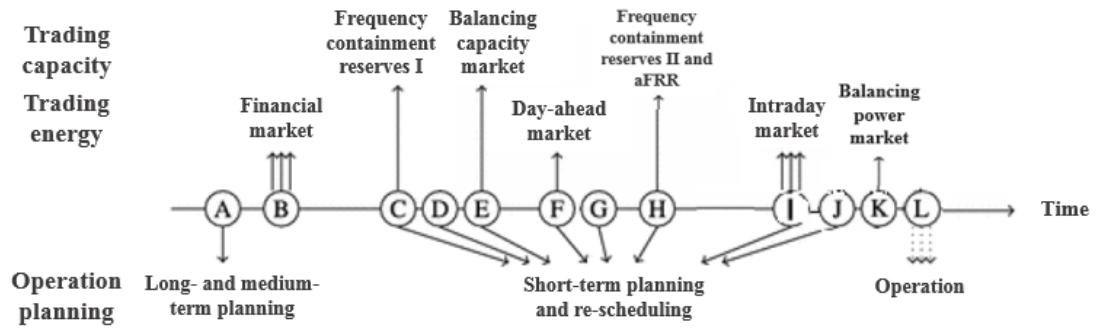 Trading
capacity
Frequency
containment
reserves I
Balancing
capacity
market
Frequency
containment
reserves II and
aFRR
Trading
energy
Financial
market
Day-ahead
market
Intraday
market
Balancing
power
market
A B C D E F G H I J K L
Time
Operation
planning
Long- and medium-
term planning
Short-term planning
and re-scheduling
Operation